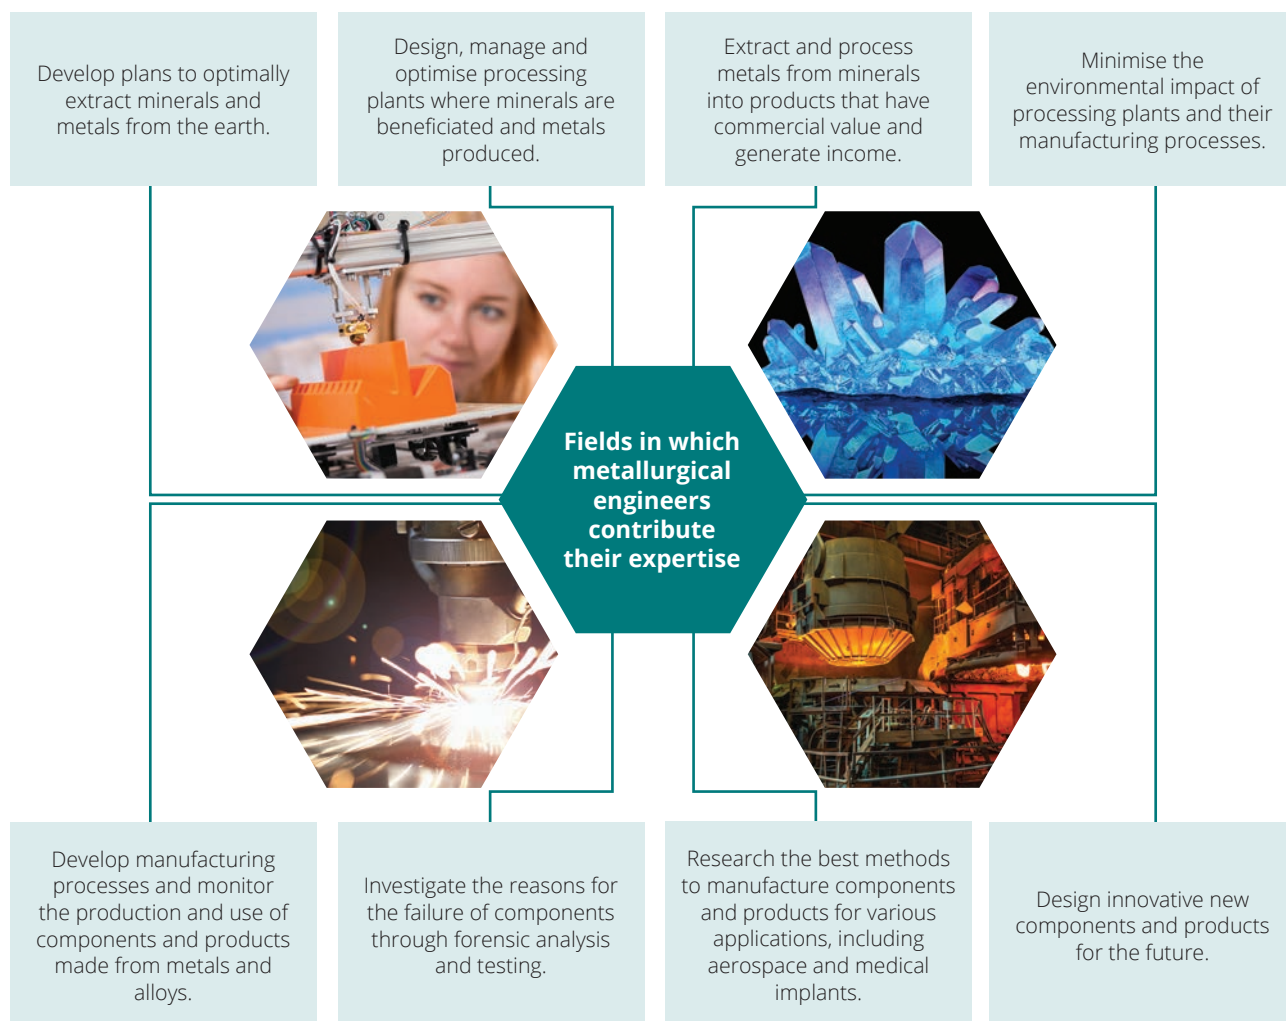 Develop plans to optimally
extract minerals and
metals from the earth.
Design, manage and
optimise processing
plants where minerals are
beneficiated and metals
produced.
Extract and process
metals from minerals
into products that have
commercial value and
generate income.
Minimise the
environmental impact of
processing plants and their
manufacturing processes.
Fields in which
metallurgical
engineers
contribute
their expertise
Develop manufacturing
processes and monitor
the production and use of
components and products
made from metals and
alloys.
Investigate the reasons for
the failure of components
through forensic analysis
and testing.
Research the best methods
to manufacture components
and products for various
applications, including
aerospace and medical
implants.
Design innovative new
components and products
for the future.